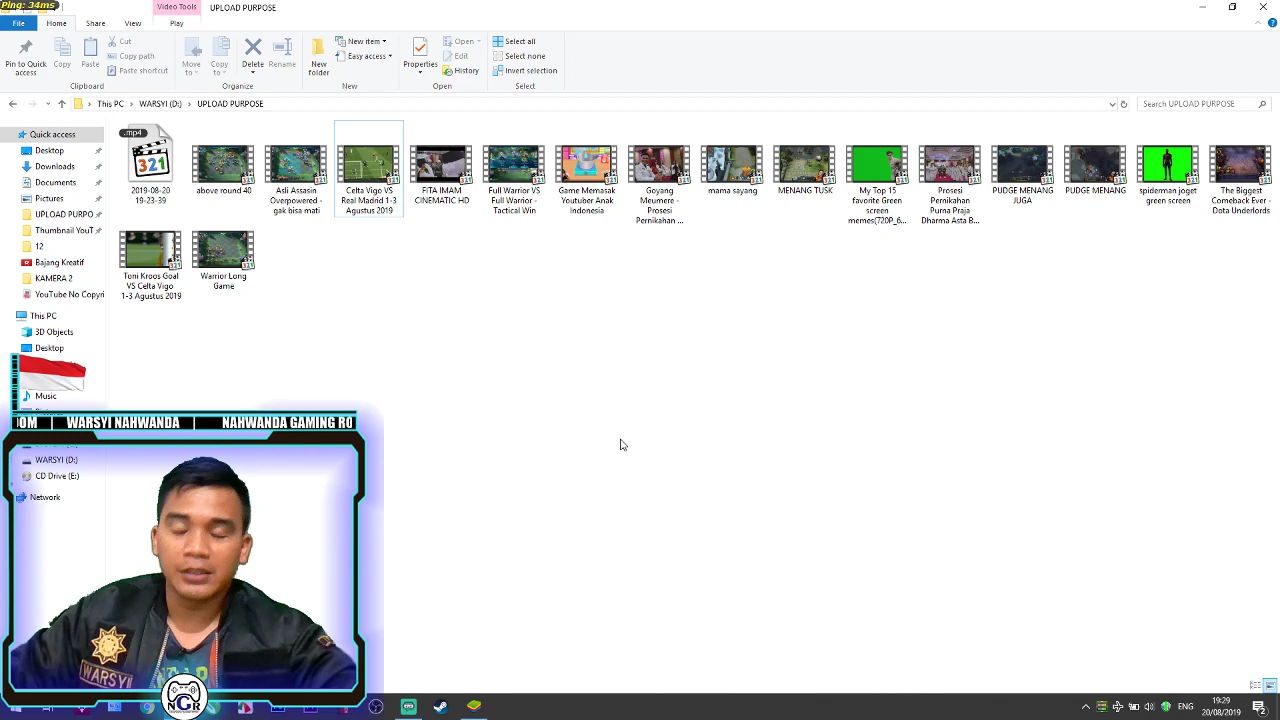 Ping: 34ms
Video Tools
UPLOAD PURPOSE
File
Home
Share
View
Play
Pin to Quick access
Copy
Paste
Cut
Copy path
Paste shortcut
Clipboard
Move to
Copy to
Delete
Rename
Organize
New folder
New item
Easy access
New
Properties
Open
Edit
History
Open
Select all
Select none
Invert selection
Select
This PC > WARSYI (D:) > UPLOAD PURPOSE
Search UPLOAD PURPOSE
Quick access
Desktop
Downloads
Documents
Pictures
UPLOAD PURPO
Thumbnail YouT
12
Bajang Kreatif
KAMERA 2
YouTube No Copyri
This PC
3D Objects
Desktop
Music
WARSYI (D:)
CD Drive (E:)
Network
.mp4
2019-08-20
19-23-39
above round 40
Asli Assasin
Overpowered -
gak bisa mati
Celta Vigo VS
Real Madrid 1-3
Agustus 2019
FITA IMAM
CINEMATIC HD
Full Warrior VS
Full Warrior -
Tactical Win
Game Memasak
Youtuber Anak
Indonesia
Goyang
Meumere -
Prosesi
Pernikahan ...
mama sayang
MENANG TUSK
My Top 15
favorite Green
screen
memes(720P_6...
Prosesi
Pernikahan
Purna Praja
Dharma Asta B...
PUDGE MENANG
JUGA
PUDGE MENANG
spiderman joget
green screen
The Biggest
Comeback Ever -
Dota Underlords
Toni Kroos Goal
VS Celta Vigo
1-3 Agustus 2019
Warrior Long
Game
OM | WARSYI NAHWANDA | NAHWANDA GAMING RO
WARSYI
NGR
19:29
20/08/2019
2